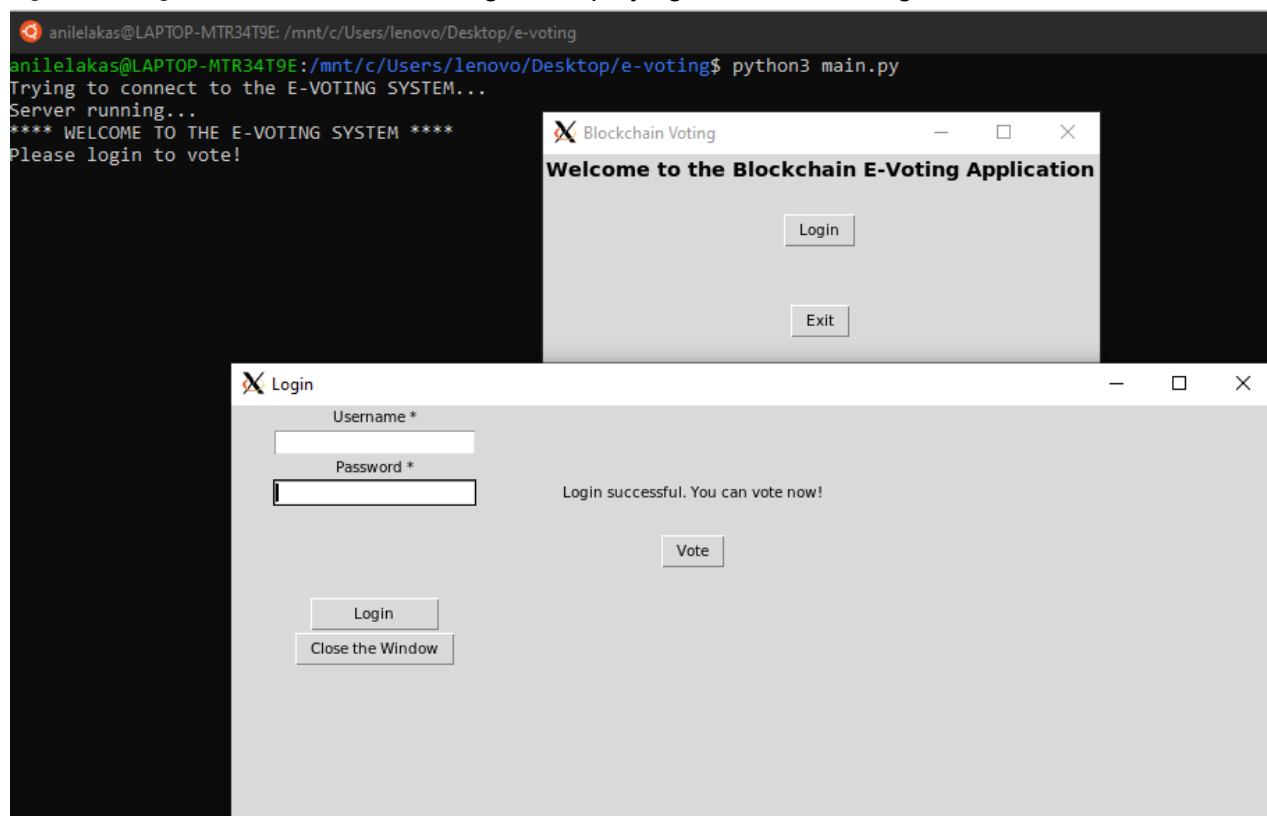 anilelakas@LAPTOP-MTR34T9E: /mnt/c/Users/lenovo/Desktop/e-voting
anilelakas@LAPTOP-MTR34T9E:/mnt/c/Users/lenovo/Desktop/e-voting$ python3 main.py
Trying to connect to the E-VOTING SYSTEM...
Server running...
**** WELCOME TO THE E-VOTING SYSTEM ****
Please login to vote!
Blockchain Voting
Welcome to the Blockchain E-Voting Application
Login
Exit
Login
Username *
Password *
Login successful. You can vote now!
Vote
Login
Close the Window